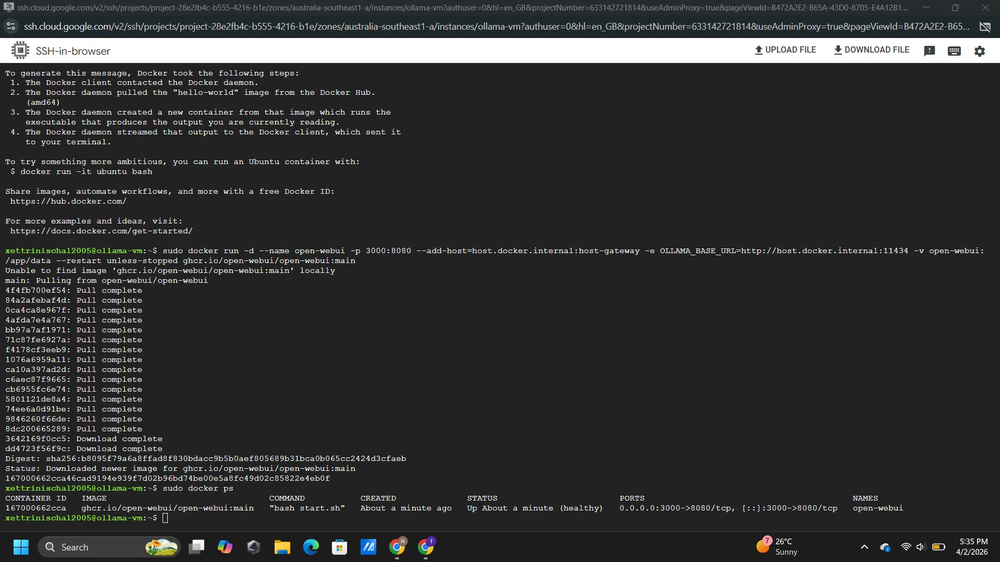 ssh.cloud.google.com/v2/ssh/projects/project-28e2fb4c-b555-4216-b1e/zones/australia-southeast1-a/instances/ollama-vm?authuser=0&hl=en_GB&projectNumber=633142721814&useAdminProxy=true&pageViewId=B472A2E2-B65A-43D0-8705-E4A12B1...
ssh.cloud.google.com/v2/ssh/projects/project-28e2fb4c-b555-4216-b1e/zones/australia-southeast1-a/instances/ollama-vm?authuser=0&hl=en_GB&projectNumber=633142721814&useAdminProxy=true&pageViewId=B472A2E2-B65...
SSH-in-browser
UPLOAD FILE
DOWNLOAD FILE
To generate this message, Docker took the following steps:
1. The Docker client contacted the Docker daemon.
2. The Docker daemon pulled the "hello-world" image from the Docker Hub.
(amd64)
3. The Docker daemon created a new container from that image which runs the
executable that produces the output you are currently reading.
4. The Docker daemon streamed that output to the Docker client, which sent it
to your terminal.
To try something more ambitious, you can run an Ubuntu container with:
$ docker run -it ubuntu bash
Share images, automate workflows, and more with a free Docker ID:
https://hub.docker.com/
For more examples and ideas, visit:
https://docs.docker.com/get-started/
xettrinischal2005@ollama-vm:~$ sudo docker run -d --name open-webui -p 3000:8080 --add-host=host.docker.internal:host-gateway -e OLLAMA_BASE_URL=http://host.docker.internal:11434 -v open-webui:
/app/data --restart unless-stopped ghcr.io/open-webui/open-webui:main
Unable to find image 'ghcr.io/open-webui/open-webui:main' locally
main: Pulling from open-webui/open-webui
4f4fb700ef54: Pull complete
84a2afebaf4d: Pull complete
0ca4ca8e967f: Pull complete
4afda7e4a767: Pull complete
bb97a7af1971: Pull complete
71c87fe6927a: Pull complete
f4178cf3eeb9: Pull complete
1076a6959a11: Pull complete
ca10a397ad2d: Pull complete
c6aec87f9665: Pull complete
cb6955fc6e74: Pull complete
5801121de8a4: Pull complete
74ee6a0d91be: Pull complete
9846260f66de: Pull complete
8dc200665289: Pull complete
3642169f0cc5: Download complete
dd4723f56f9c: Download complete
Digest: sha256:b8095f79a6a8ffad8f830bdacc9b5b0aef805689b31bca0b065cc2424d3cfaeb
Status: Downloaded newer image for ghcr.io/open-webui/open-webui:main
167000662cca46cad9194e939f7d02b96bd74be00e5a8fc49d02c85822e4eb0f
xettrinischal2005@ollama-vm:~$ sudo docker ps
CONTAINER ID IMAGE COMMAND CREATED STATUS PORTS NAMES
167000662cca ghcr.io/open-webui/open-webui:main "bash start.sh" About a minute ago Up About a minute (healthy) 0.0.0.0:3000->8080/tcp, [::]:3000->8080/tcp open-webui
xettrinischal2005@ollama-vm:~$
Search
N
f
7
26°C
Sunny
5:35 PM
4/2/2026